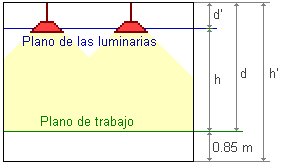 d'
Plano de las luminarias
h
d
h'
Plano de trabajo
0.85 m